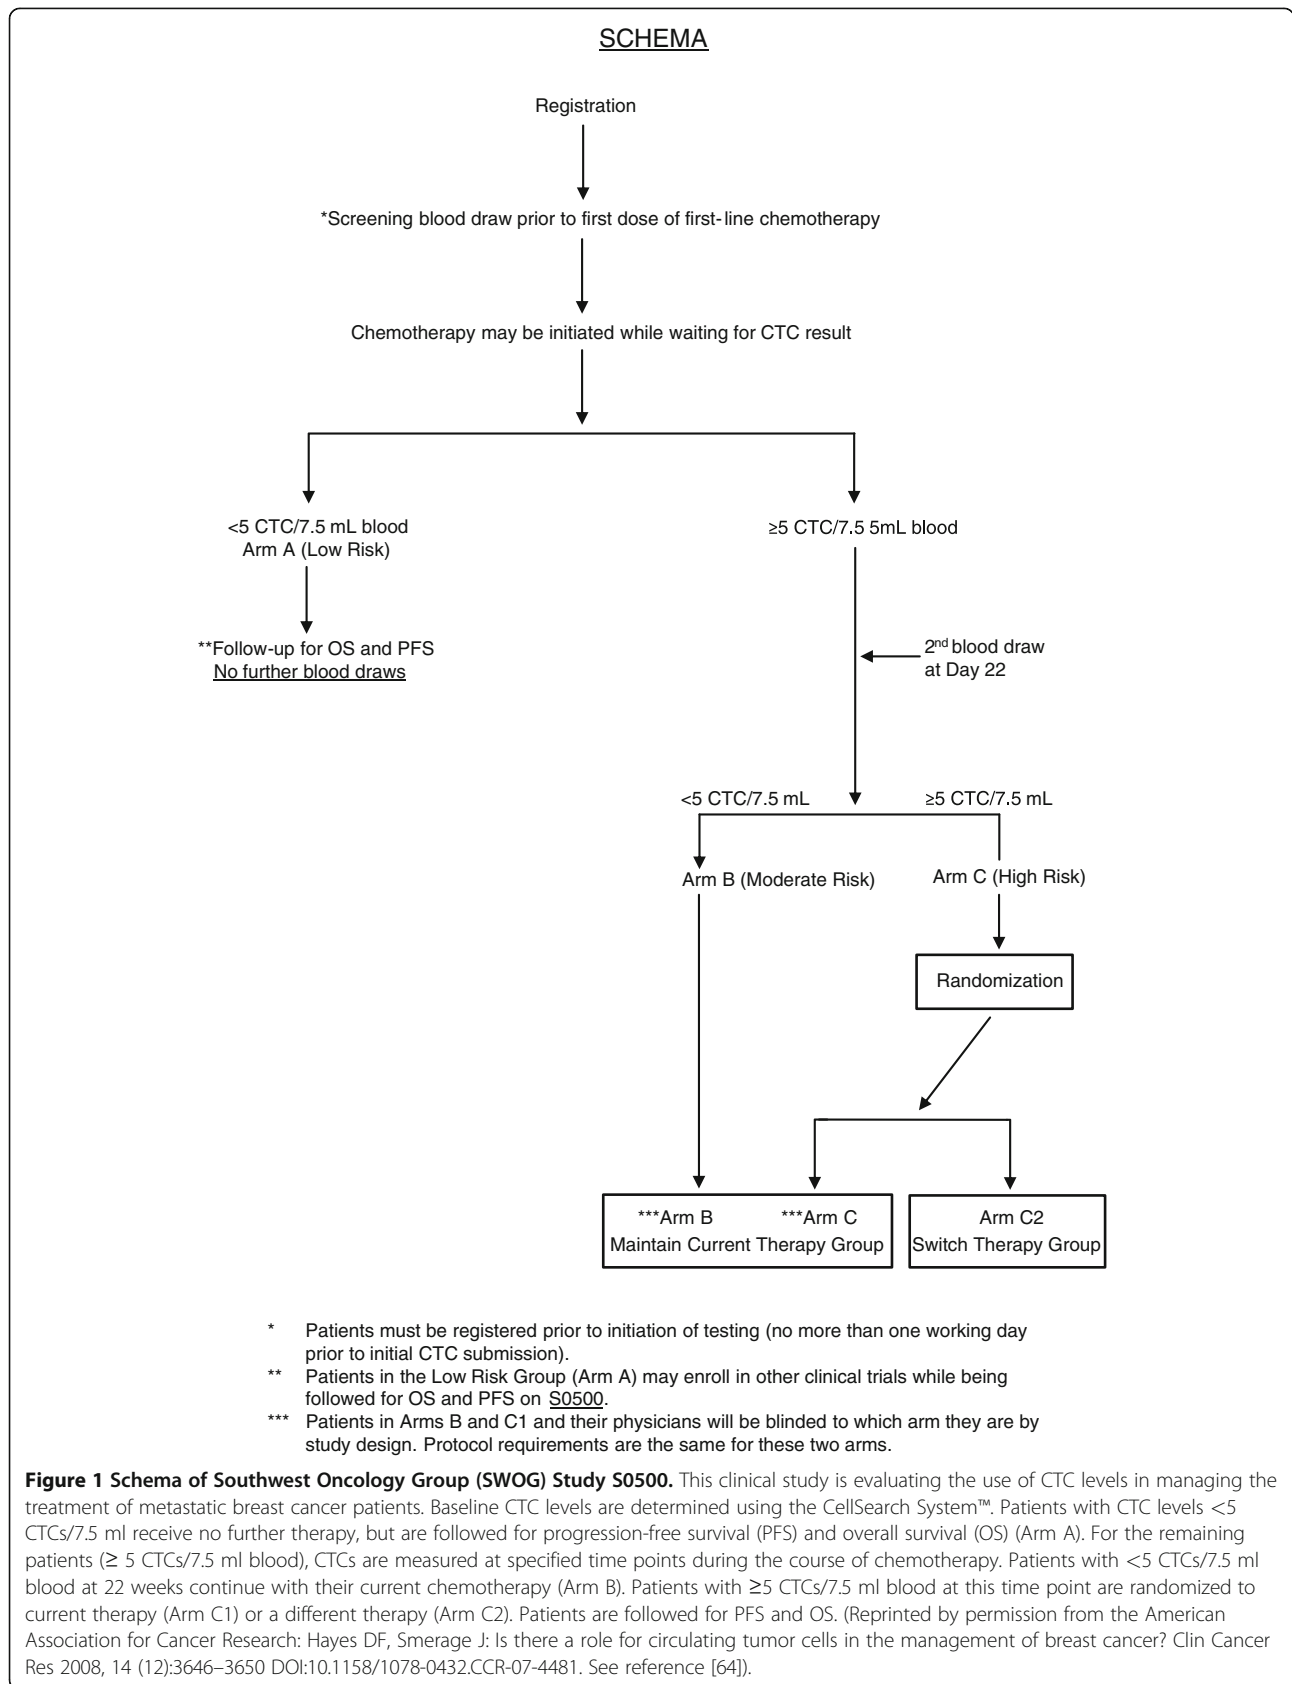 SCHEMA
Registration
*Screening blood draw prior to first dose of first-line chemotherapy
Chemotherapy may be initiated while waiting for CTC result
<5 CTC/7.5 mL blood
Arm A (Low Risk)
≥5 CTC/7.5 5mL blood
**Follow-up for OS and PFS
No further blood draws
2nd blood draw
at Day 22
<5 CTC/7.5 mL
≥5 CTC/7.5 mL
Arm B (Moderate Risk)
Arm C (High Risk)
Randomization
***Arm B ***Arm C
Maintain Current Therapy Group
Arm C2
Switch Therapy Group
* Patients must be registered prior to initiation of testing (no more than one working day
prior to initial CTC submission).
** Patients in the Low Risk Group (Arm A) may enroll in other clinical trials while being
followed for OS and PFS on S0500.
*** Patients in Arms B and C1 and their physicians will be blinded to which arm they are by
study design. Protocol requirements are the same for these two arms.
Figure 1 Schema of Southwest Oncology Group (SWOG) Study S0500. This clinical study is evaluating the use of CTC levels in managing the
treatment of metastatic breast cancer patients. Baseline CTC levels are determined using the CellSearch System™. Patients with CTC levels <5
CTCs/7.5 ml receive no further therapy, but are followed for progression-free survival (PFS) and overall survival (OS) (Arm A). For the remaining
patients (≥ 5 CTCs/7.5 ml blood), CTCs are measured at specified time points during the course of chemotherapy. Patients with <5 CTCs/7.5 ml
blood at 22 weeks continue with their current chemotherapy (Arm B). Patients with ≥5 CTCs/7.5 ml blood at this time point are randomized to
current therapy (Arm C1) or a different therapy (Arm C2). Patients are followed for PFS and OS. (Reprinted by permission from the American
Association for Cancer Research: Hayes DF, Smerage J: Is there a role for circulating tumor cells in the management of breast cancer? Clin Cancer
Res 2008, 14 (12):3646–3650 DOI:10.1158/1078-0432.CCR-07-4481. See reference [64]).